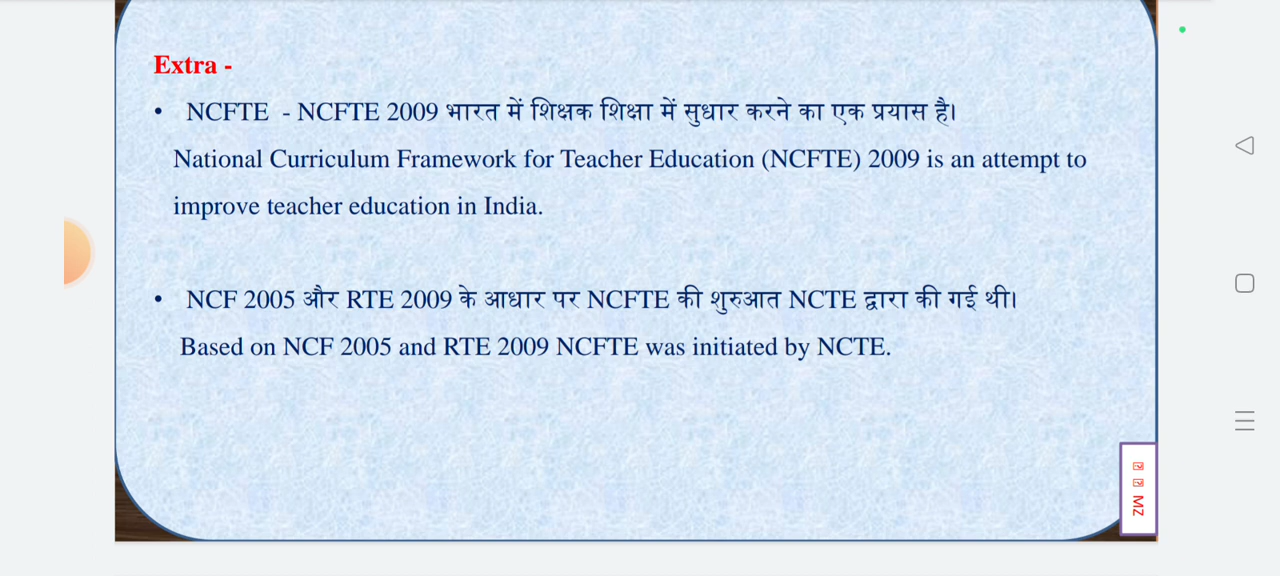 Extra -
• NCFTE - NCFTE 2009 भारत में शिक्षक शिक्षा में सुधार करने का एक प्रयास है।
National Curriculum Framework for Teacher Education (NCFTE) 2009 is an attempt to
improve teacher education in India.
• NCF 2005 और RTE 2009 के आधार पर NCFTE की शुरुआत NCTE द्वारा की गई थी।
Based on NCF 2005 and RTE 2009 NCFTE was initiated by NCTE.
MZ